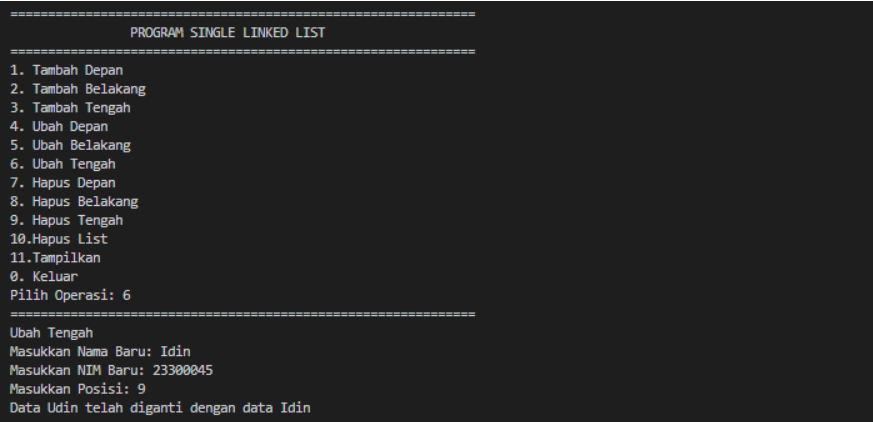 ==============================================================
PROGRAM SINGLE LINKED LIST
==============================================================
1. Tambah Depan
2. Tambah Belakang
3. Tambah Tengah
4. Ubah Depan
5. Ubah Belakang
6. Ubah Tengah
7. Hapus Depan
8. Hapus Belakang
9. Hapus Tengah
10.Hapus List
11.Tampilkan
0. Keluar
Pilih Operasi: 6
==============================================================
Ubah Tengah
Masukkan Nama Baru: Idin
Masukkan NIM Baru: 23300045
Masukkan Posisi: 9
Data Udin telah diganti dengan data Idin